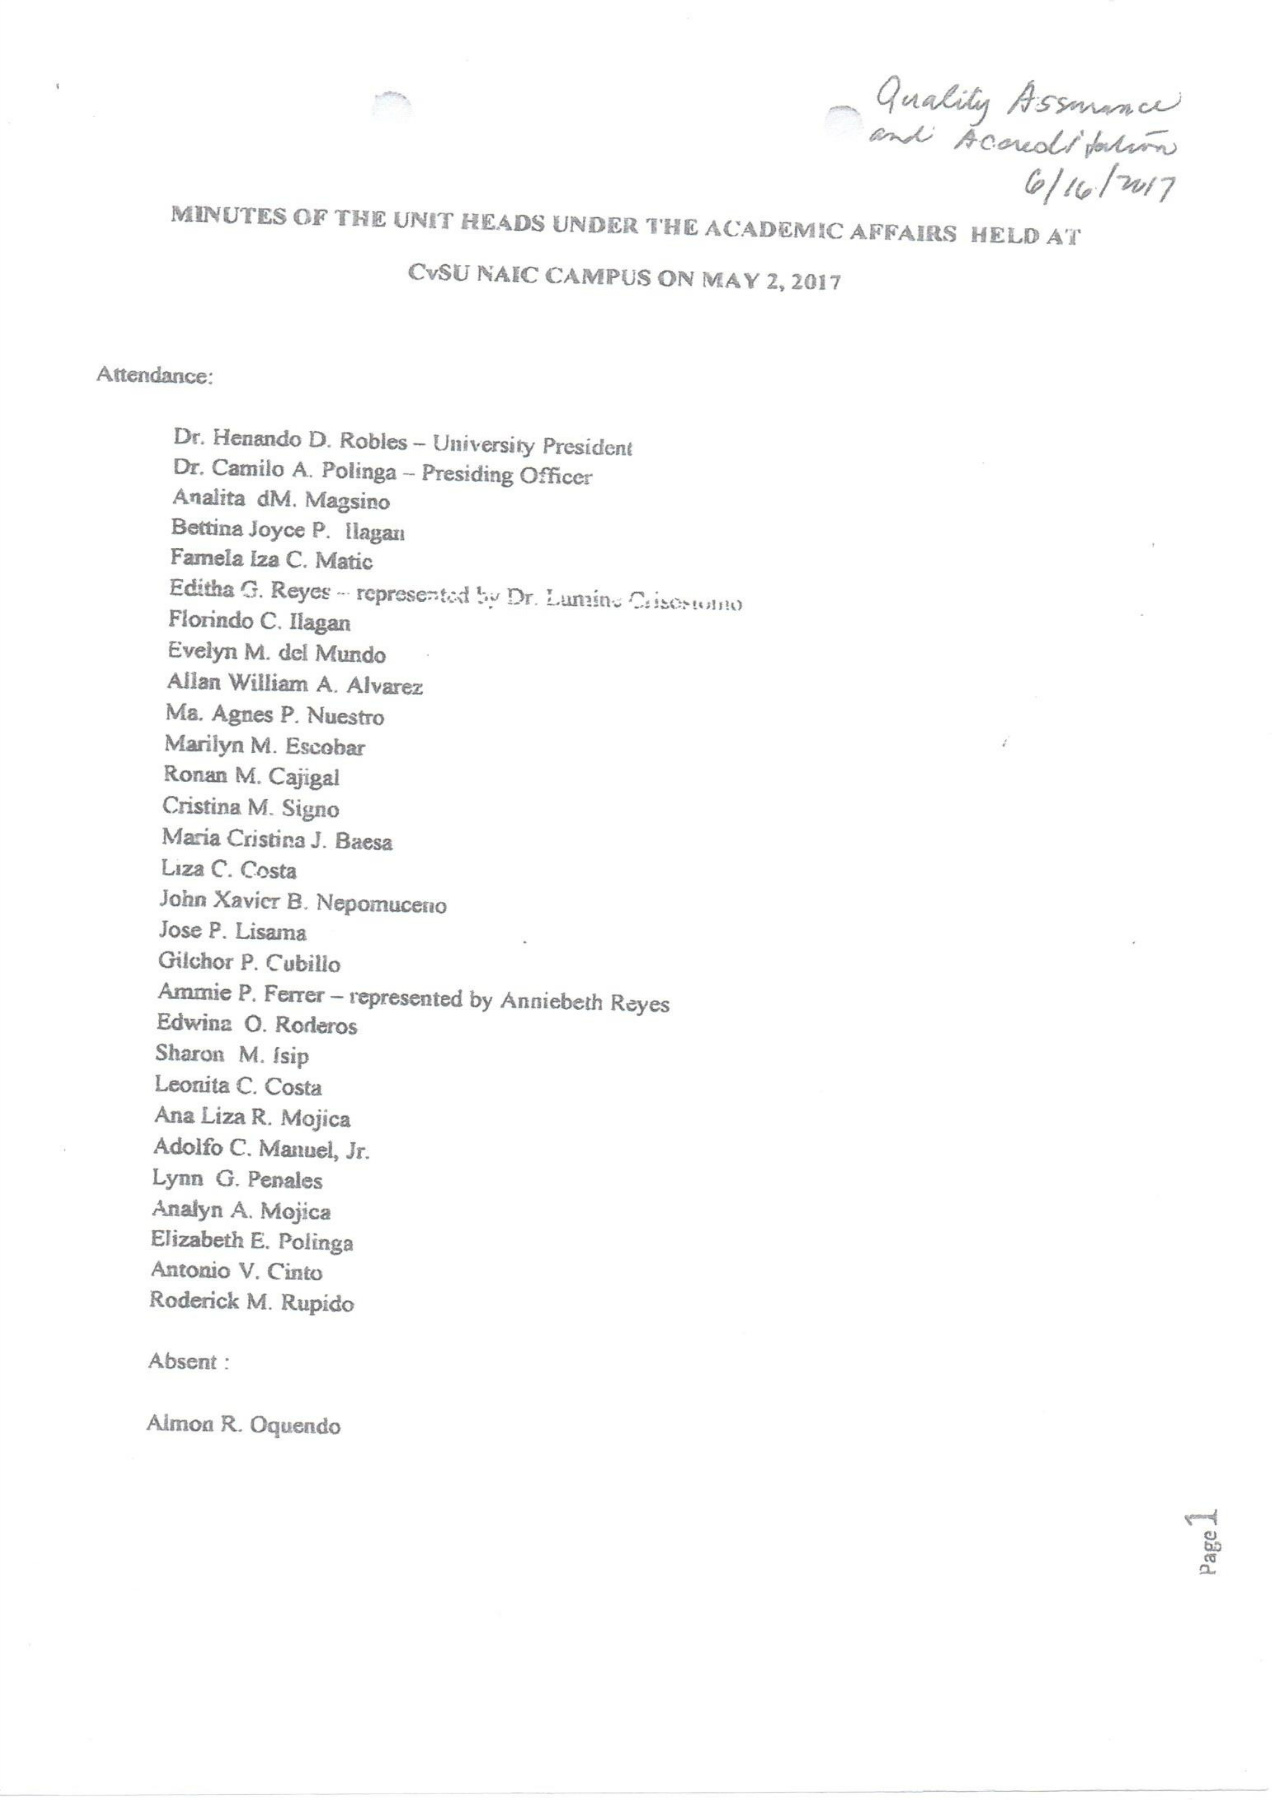 Quality Assurance
and Accreditation
6/16/2017
MINUTES OF THE UNIT HEADS UNDER THE ACADEMIC AFFAIRS HELD AT
CvSU NAIC CAMPUS ON MAY 2, 2017
Attendance:
Dr. Henando D. Robles – University President
Dr. Camilo A. Polinga – Presiding Officer
Analita dM. Magsino
Bettina Joyce P. Ilagan
Famela Iza C. Matic
Editha G. Reyes – represented by Dr. Lumine Crisostomo
Florindo C. Ilagan
Evelyn M. del Mundo
Allan William A. Alvarez
Ma. Agnes P. Nuestro
Marilyn M. Escobar
Ronan M. Cajigal
Cristina M. Signo
Maria Cristina J. Baesa
Liza C. Costa
John Xavier B. Nepomuceno
Jose P. Lisama
Gilchor P. Cubillo
Ammie P. Ferrer – represented by Anniebeth Reyes
Edwina O. Roderos
Sharon M. Isip
Leonita C. Costa
Ana Liza R. Mojica
Adolfo C. Manuel, Jr.
Lynn G. Penales
Analyn A. Mojica
Elizabeth E. Polinga
Antonio V. Cinto
Roderick M. Rupido
Absent :
Almon R. Oquendo
Page 1